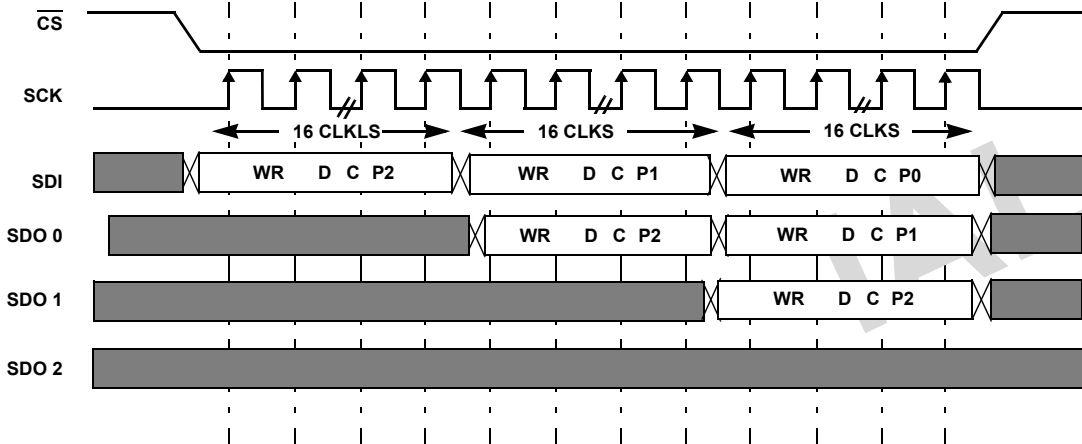 CS
SCK
16 CLKLS 16 CLKS 16 CLKS
SDI WR D C P2 WR D C P1 WR D C P0
SDO 0 WR D C P2 WR D C P1
SDO 1 WR D C P2
SDO 2